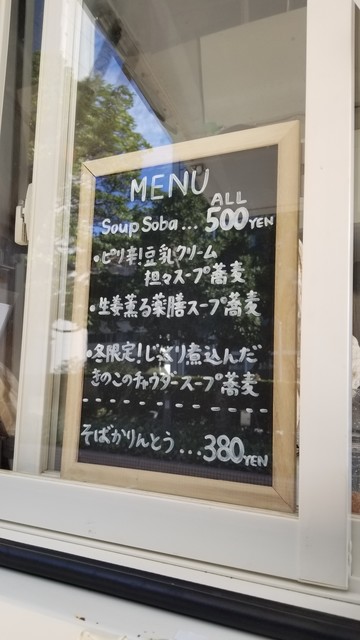 MENU
ALL
Soup Soba... 500YEN
・ピリ辛!豆乳クリーム
担々スープ蕎麦
・生姜薫る薬膳スープ蕎麦
・冬限定!じっくり煮込んだ
きのこのチャウダースープ蕎麦
そばかりんとう...380YEN